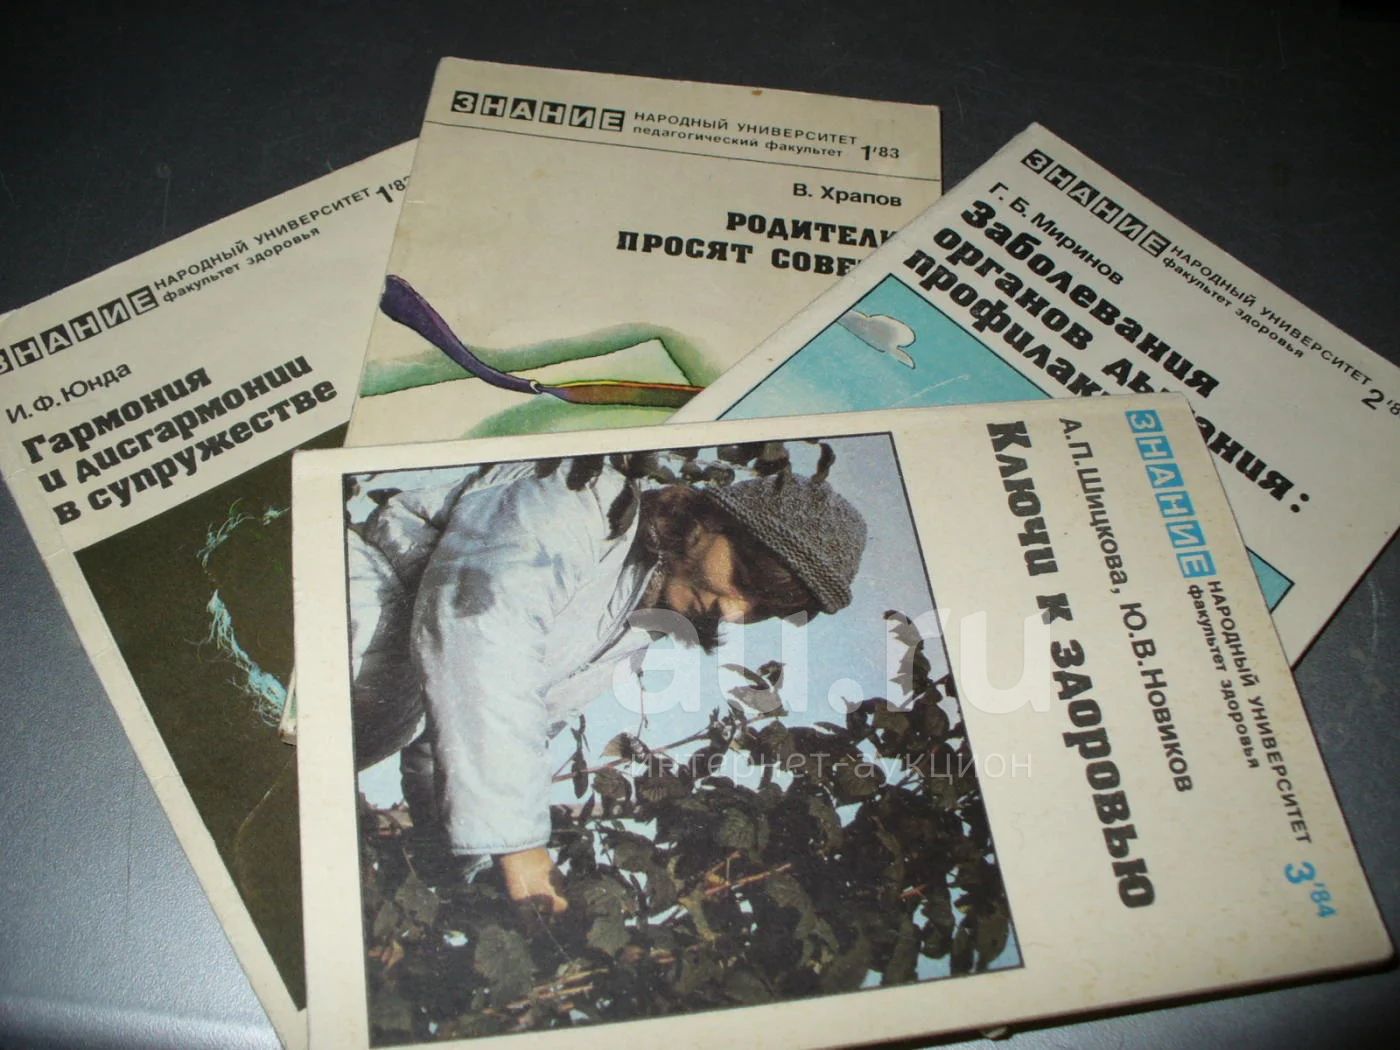 ЗНАНИЕ
НАРОДНЫЙ УНИВЕРСИТЕТ
факультет здоровья
И.Ф.Юнда
Гармония
и дисгармонии
в супружестве
ЗНАНИЕ
НАРОДНЫЙ УНИВЕРСИТЕТ
педагогический факультет 1'83
В. Храпов
РОДИТЕЛИ
ПРОСЯТ
ЗНАНИЕ
НАРОДНЫЙ УНИВЕРСИТЕТ
факультет здоровья
Г.Б.Миринов
Заболевания
органов
ЗНАНИЕ
НАРОДНЫЙ УНИВЕРСИТЕТ
факультет здоровья
3'84
А.П.Шицкова, Ю.В.Новиков
Ключи к здоровью
au.ru
интернет-аукцион